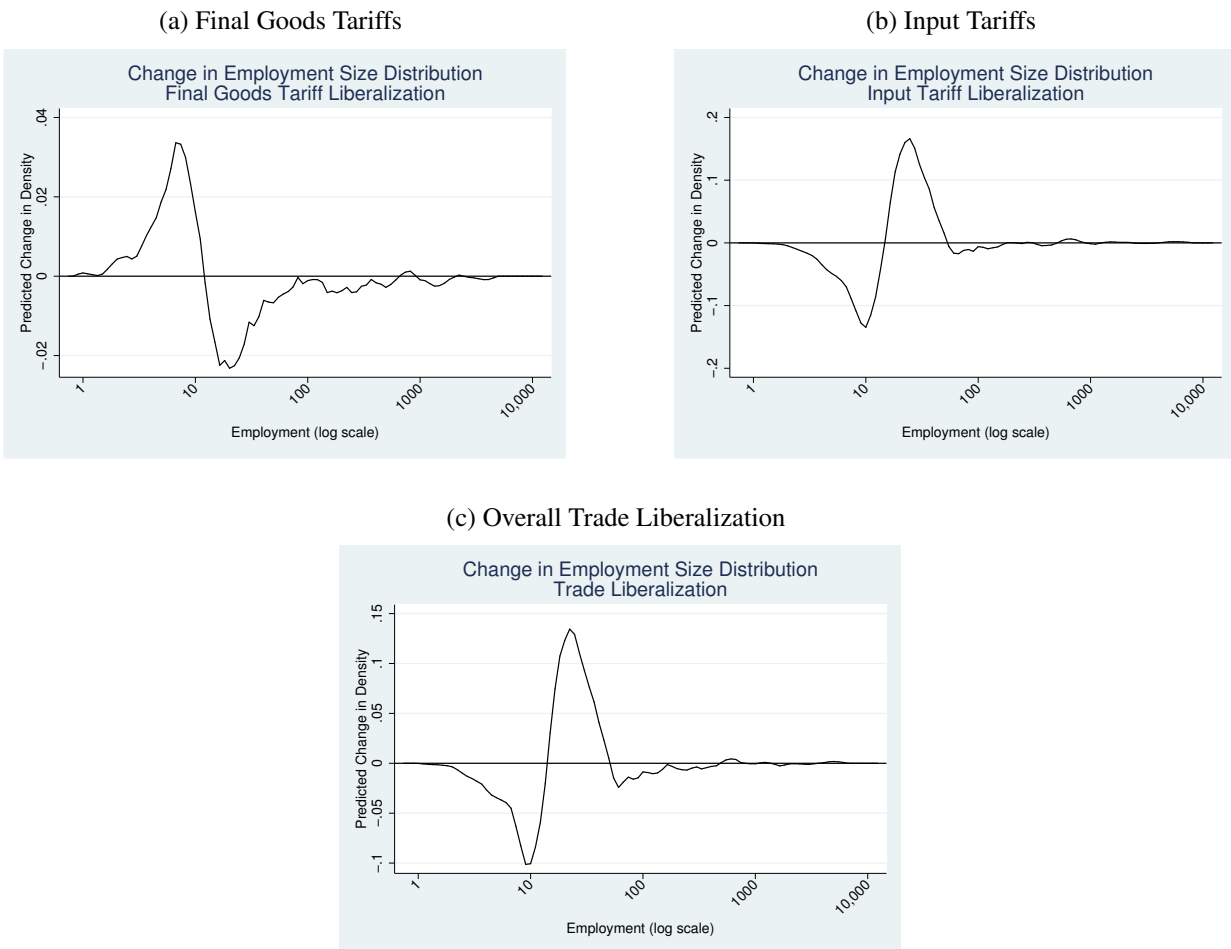 (a) Final Goods Tariffs
Change in Employment Size Distribution
Final Goods Tariff Liberalization
Predicted Change in Density
.04
.02
0
-.02
1
10
100
1000
10,000
Employment (log scale)
(b) Input Tariffs
Change in Employment Size Distribution
Input Tariff Liberalization
Predicted Change in Density
.2
.1
0
-.1
-.2
1
10
100
1000
10,000
Employment (log scale)
(c) Overall Trade Liberalization
Change in Employment Size Distribution
Trade Liberalization
Predicted Change in Density
.15
.1
.05
0
-.05
-.1
1
10
100
1000
10,000
Employment (log scale)